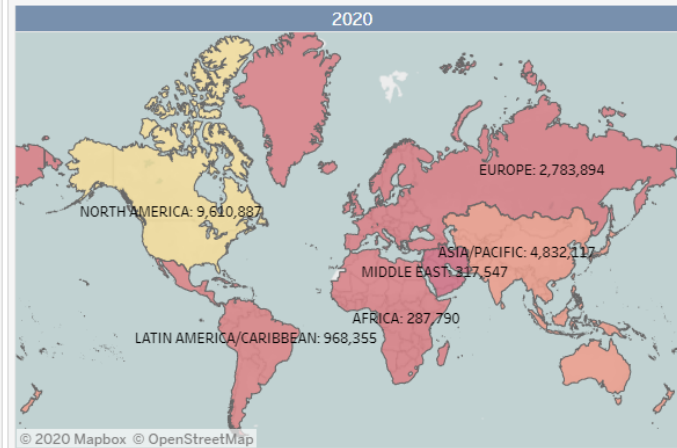 2020
EUROPE: 2,783,894
NORTH AMERICA: 9,610,887
ASIA/PACIFIC: 4,832,117
MIDDLE EAST: 317,547
AFRICA: 287,790
LATIN AMERICA/CARIBBEAN: 968,355
© 2020 Mapbox © OpenStreetMap